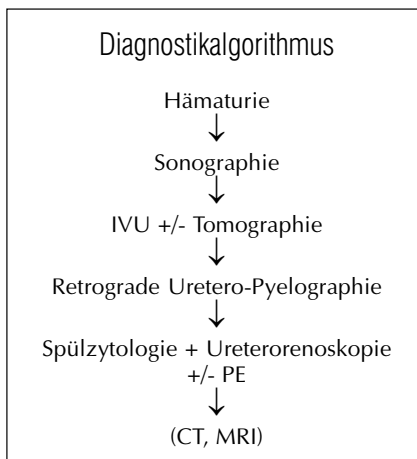 Diagnostikalgorithmus
Hämaturie
↓
Sonographie
↓
IVU +/- Tomographie
↓
Retrograde Uretero-Pyelographie
↓
Spülzytologie + Ureterorenoskopie
+/- PE
↓
(CT, MRI)